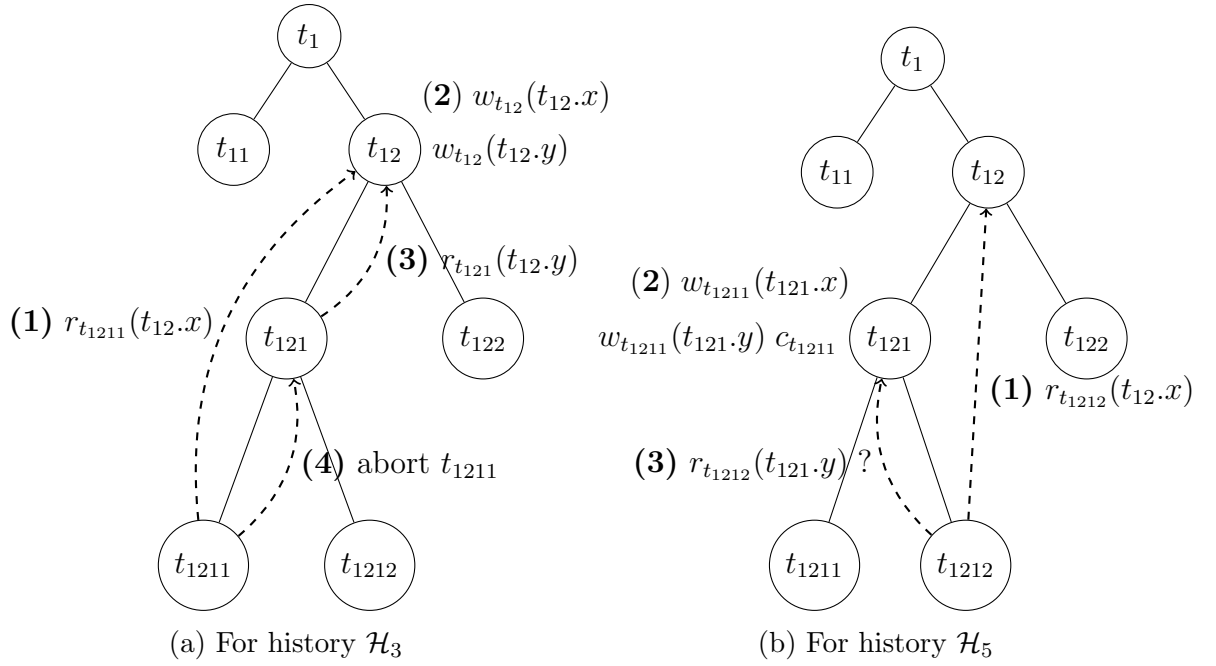 t₁
(2) w_{t₁₂}(t₁₂.x)
t₁₁
t₁₂
w_{t₁₂}(t₁₂.y)
(3) r_{t₁₂₁}(t₁₂.y)
(1) r_{t₁₂₁₁}(t₁₂.x)
t₁₂₁
t₁₂₂
(4) abort t₁₂₁₁
t₁₂₁₁
t₁₂₁₂
(a) For history ℋ₃
t₁
t₁₁
t₁₂
(2) w_{t₁₂₁₁}(t₁₂₁.x)
w_{t₁₂₁₁}(t₁₂₁.y) c_{t₁₂₁₁}
t₁₂₁
t₁₂₂
(1) r_{t₁₂₁₂}(t₁₂.x)
(3) r_{t₁₂₁₂}(t₁₂₁.y) ?
t₁₂₁₁
t₁₂₁₂
(b) For history ℋ₅